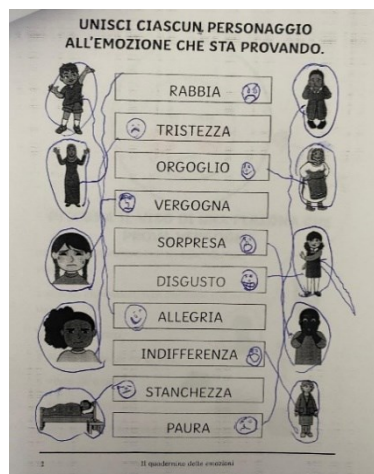 UNISCI CIASCUN PERSONAGGIO
ALL'EMOZIONE CHE STA PROVANDO.
RABBIA
TRISTEZZA
ORGOGLIO
VERGOGNA
SORPRESA
DISGUSTO
ALLEGRIA
INDIFFERENZA
STANCHEZZA
PAURA
2 Il quadernone delle emozioni